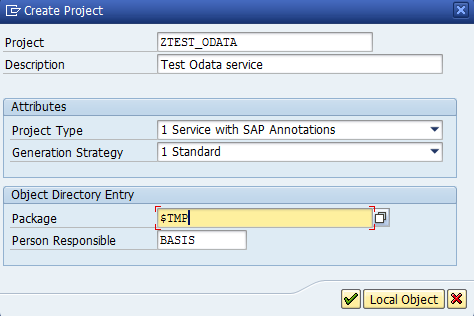 Create Project
Project ZTEST_ODATA
Description Test Odata service
Attributes
Project Type 1 Service with SAP Annotations
Generation Strategy 1 Standard
Object Directory Entry
Package $TMP
Person Responsible BASIS
Local Object